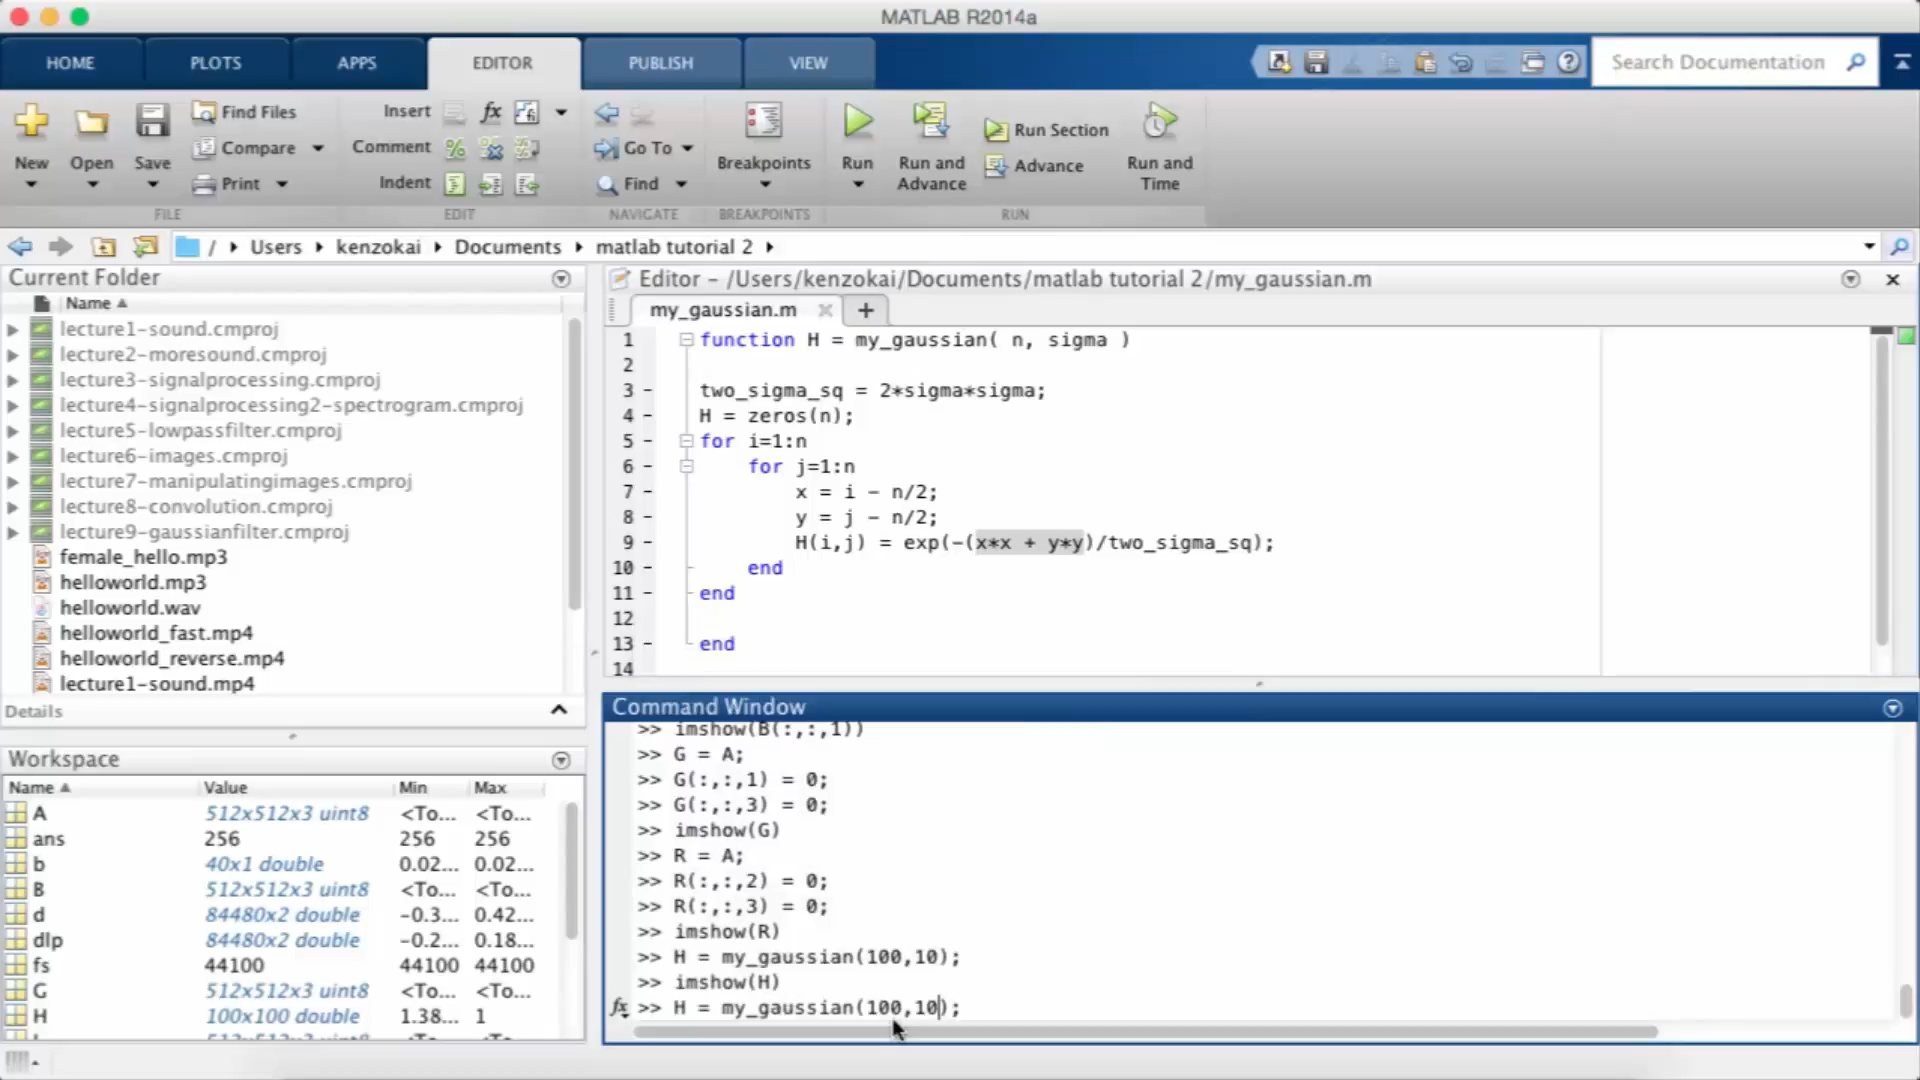 MATLAB R2014a
HOME PLOTS APPS EDITOR PUBLISH VIEW Search Documentation
New Open Save Find Files Compare Print
FILE
Insert fx
Comment
Indent
EDIT
Go To
Find
NAVIGATE
Breakpoints
BREAKPOINTS
Run Run and Advance Run Section Advance Run and Time
RUN
/ Users kenzokai Documents matlab tutorial 2
Current Folder
Name
lecture1-sound.cmproj
lecture2-moresound.cmproj
lecture3-signalprocessing.cmproj
lecture4-signalprocessing2-spectrogram.cmproj
lecture5-lowpassfilter.cmproj
lecture6-images.cmproj
lecture7-manipulatingimages.cmproj
lecture8-convolution.cmproj
lecture9-gaussianfilter.cmproj
female_hello.mp3
helloworld.mp3
helloworld.wav
helloworld_fast.mp4
helloworld_reverse.mp4
lecture1-sound.mp4
Details
Workspace
Name Value Min Max
A 512x512x3 uint8 <To... <To...
ans 256 256 256
b 40x1 double 0.02... 0.02...
B 512x512x3 uint8 <To... <To...
d 84480x2 double -0.3... 0.42...
dlp 84480x2 double -0.2... 0.18...
fs 44100 44100 44100
G 512x512x3 uint8 <To... <To...
H 100x100 double 1.38... 1
Editor - /Users/kenzokai/Documents/matlab tutorial 2/my_gaussian.m
my_gaussian.m
1 function H = my_gaussian( n, sigma )
2
3 - two_sigma_sq = 2*sigma*sigma;
4 - H = zeros(n);
5 - for i=1:n
6 - for j=1:n
7 - x = i - n/2;
8 - y = j - n/2;
9 - H(i,j) = exp(-(x*x + y*y)/two_sigma_sq);
10 - end
11 - end
12
13 - end
14
Command Window
>> imshow(B(:,:,1))
>> G = A;
>> G(:,:,1) = 0;
>> G(:,:,3) = 0;
>> imshow(G)
>> R = A;
>> R(:,:,2) = 0;
>> R(:,:,3) = 0;
>> imshow(R)
>> H = my_gaussian(100,10);
>> imshow(H)
fx >> H = my_gaussian(100,10);